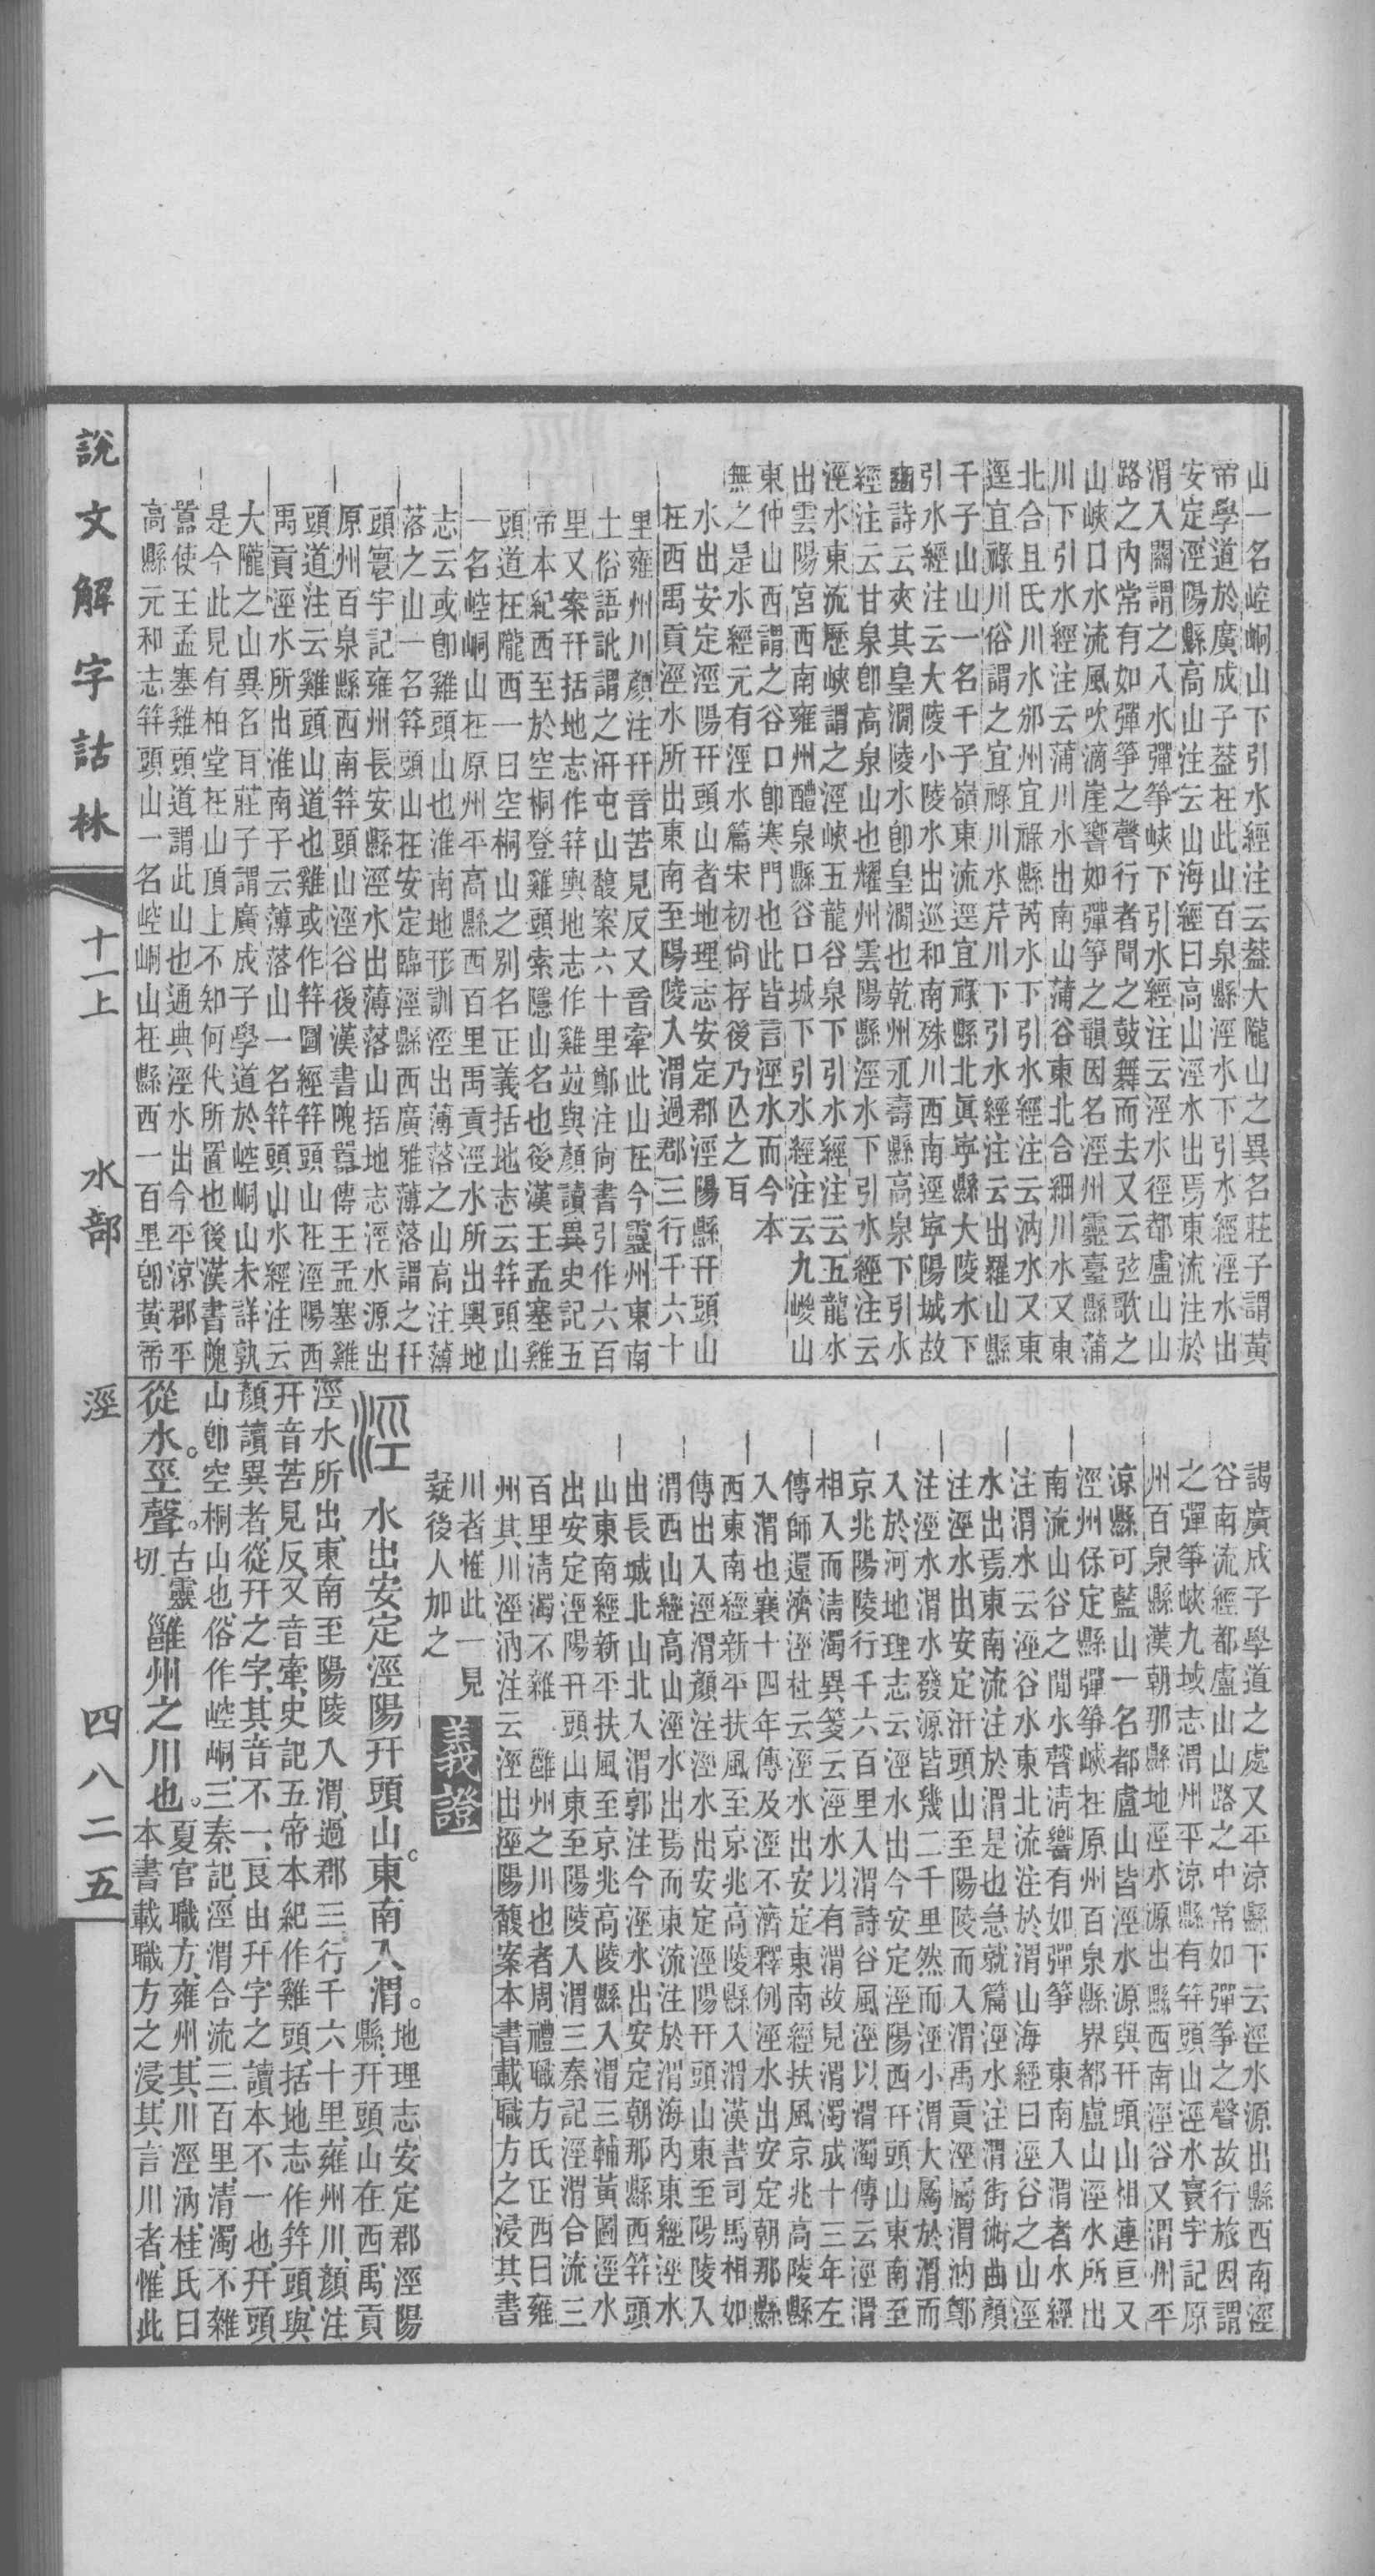 山一名崆峒山下引水經注云葢大隴山之異名莊子謂黃
帝學道於廣成子葢在此山百泉縣涇水下引水經涇水出
安定涇陽縣高山注云山海經曰高山涇水出焉東流注於
渭入關謂之八水彈箏峽下引水經注云涇水徑都盧山山
路之內常有如彈箏之聲行者聞之鼓舞而去又云弦歌之
山峽口水流風吹滴崖響如彈箏之韻因名涇州靈臺縣蒲
川下引水經注云蒲川水出南山蒲谷東北合細川水又東
北合且氏川水邠州宜祿縣芮水下引水經注云汭水又東
逕宜祿川俗謂之宜祿川水芹川下引水經注云出羅山縣
千子山山一名千子嶺東流逕宜祿縣北眞寧縣大陵水下
引水經注云大陵小陵水出巡和南殊川西南逕寧陽城故
豳詩云夾其皇澗陵水卽皇澗也乾州永壽縣高泉下引水
經注云甘泉卽高泉山也耀州雲陽縣涇水下引水經注云
涇水東流歷峽謂之涇峽五龍谷泉下引水經注云五龍水
出雲陽宮西南雍州醴泉縣谷口城下引水經注云九嵕山
東仲山西謂之谷口卽寒門也此皆言涇水而今本
無之是水經元有涇水篇宋初尙存後乃亾之耳
水出安定涇陽幵頭山者地理志安定郡涇陽縣幵頭山
在西禹貢涇水所出東南至陽陵入渭過郡三行千六十
里雍州川顏注幵音苦見反又音牽此山在今靈州東南
土俗語訛謂之汧屯山馥案六十里鄭注尙書引作六百
里又案幵括地志作笄輿地志作雞竝與顏讀異史記五
帝本紀西至於空桐登雞頭索隱山名也後漢王孟塞雞
頭道在隴西一曰空桐山之別名正義括地志云笄頭山
一名崆峒山在原州平高縣西百里禹貢涇水所出輿地
志云或卽雞頭山也淮南地形訓涇出薄落之山高注薄
落之山一名笄頭山在安定臨涇縣西廣雅薄落謂之幵
頭寰宇記雍州長安縣涇水出薄落山括地志涇水源出
原州百泉縣西南笄頭山涇谷後漢書隗囂傳王孟塞雞
頭道注云雞頭山道也雞或作笄圖經笄頭山在涇陽西
禹貢涇水所出淮南子云薄落山一名笄頭山水經注云
大隴之山異名耳莊子謂廣成子學道於崆峒山未詳孰
是今此見有柏堂在山頂上不知何代所置也後漢書隗
囂使王孟塞雞頭道謂此山也通典涇水出今平涼郡平
高縣元和志笄頭山一名崆峒山在縣西一百里卽黃帝
謁廣成子學道之處又平涼縣下云涇水源出縣西南涇
谷南流經都盧山山路之中常如彈箏之聲故行旅因謂
之彈箏峽九域志渭州平涼縣有笄頭山涇水寰宇記原
州百泉縣漢朝那縣地涇水源出縣西南涇谷又渭州平
涼縣可藍山一名都盧山皆涇水源與幵頭山相連亘又
涇州保定縣彈箏峽在原州百泉縣界都盧山涇水所出
南流山谷之閒水聲淸響有如彈箏　東南入渭者水經
注渭水云涇谷水東北流注於渭山海經曰涇谷之山涇
水出焉東南流注於渭是也急就篇涇水注渭街術曲顏
注涇水出安定汧頭山至陽陵而入渭禹貢涇屬渭汭鄭
注涇水渭水發源皆幾二千里然而涇小渭大屬於渭而
入於河地理志云涇水出今安定涇陽西幵頭山東南至
京兆陽陵行千六百里入渭詩谷風涇以渭濁傳云涇渭
相入而淸濁異箋云涇水以有渭故見渭濁成十三年左
傳師還濟涇杜云涇水出安定東南經扶風京兆高陵縣
入渭也襄十四年傳及涇不濟釋例涇水出安定朝那縣
西東南經新平扶風至京兆高陵縣入渭漢書司馬相如
傳出入涇渭顏注涇水出安定涇陽幵頭山東至陽陵入
渭西山經高山涇水出焉而東流注於渭海內東經涇水
出長城北山北入渭郭注今涇水出安定朝那縣西笄頭
山東南經新平扶風至京兆高陵縣入渭三輔黃圖涇水
出安定涇陽幵頭山東至陽陵入渭三秦記涇渭合流三
百里淸濁不雜　雝州之川也者周禮職方氏正西曰雍
州其川涇汭注云涇出涇陽馥案本書載職方之浸其書
川者惟此一見
疑後人加之
義證
水出安定涇陽幵頭山。東南入渭。地理志安定郡涇陽
縣、幵頭山在西、禹貢
涇水所出、東南至陽陵入渭、過郡三、行千六十里、雍州川、顏注
幵音苦見反、又音牽、史記五帝本紀作雞頭、括地志作笄頭、與
顏讀異者、從幵之字、其音不一、良由幵字之讀本不一也、幵頭
山卽空桐山也、俗作崆峒、三秦記、涇渭合流三百里、淸濁不雜
從水。巠聲。古靈切 雝州之川也。夏官職方、雍州、其川涇汭、桂氏曰
本書載職方之浸、其言川者、惟此
說文解字詁林 十一上 水部 涇 四八二五